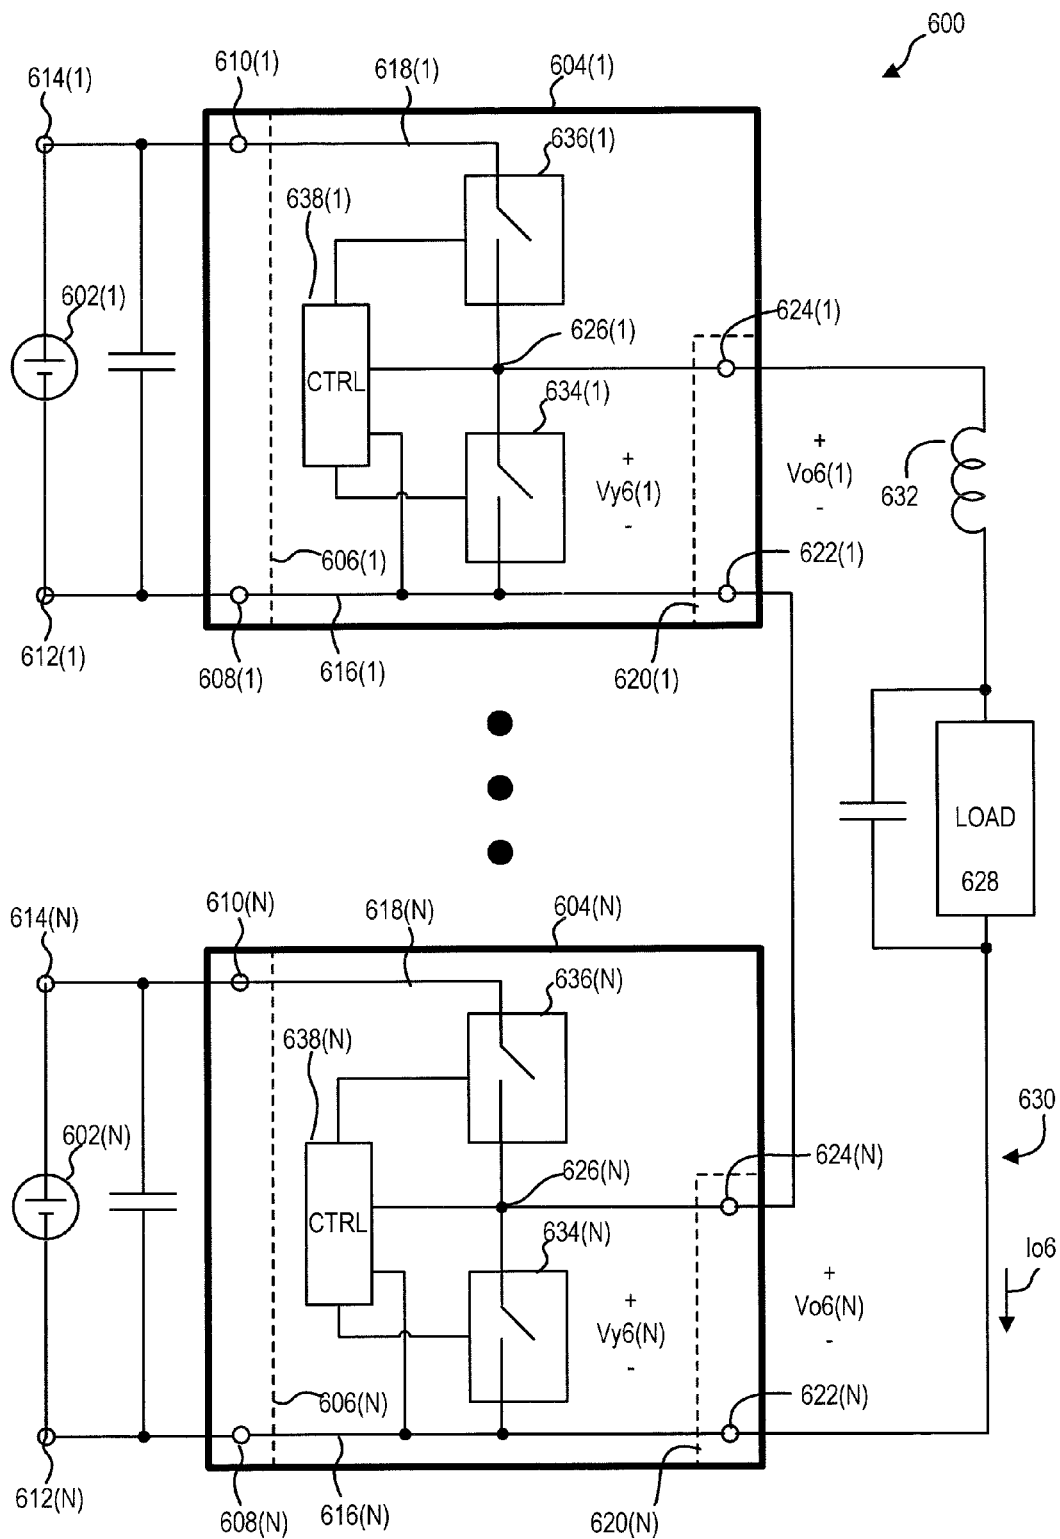 600
614(1)
610(1)
618(1)
604(1)
636(1)
638(1)
602(1)
626(1)
624(1)
CTRL
634(1)
+
Vy6(1)
-
+
Vo6(1)
-
632
606(1)
622(1)
612(1)
608(1)
616(1)
620(1)
LOAD
628
614(N)
610(N)
618(N)
604(N)
636(N)
638(N)
630
602(N)
626(N)
624(N)
CTRL
634(N)
Io6
+
Vy6(N)
-
+
Vo6(N)
-
606(N)
622(N)
612(N)
608(N)
616(N)
620(N)